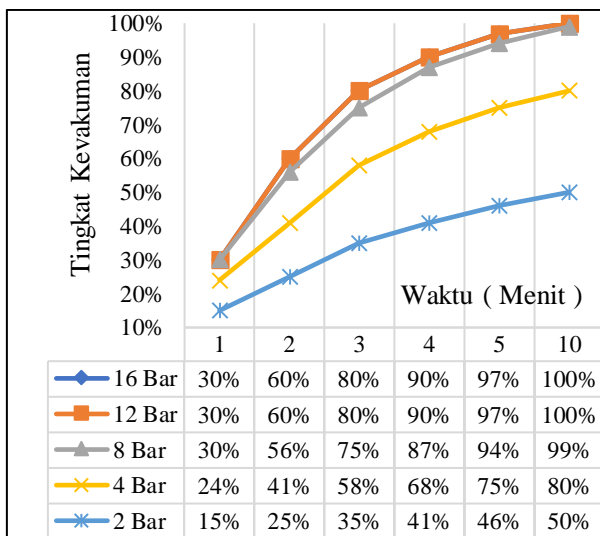 100%
90%
80%
70%
60%
50%
40%
30%
20%
10%
Tingkat Kevakuman
Waktu ( Menit )
1 2 3 4 5 10
16 Bar 30% 60% 80% 90% 97% 100%
12 Bar 30% 60% 80% 90% 97% 100%
8 Bar 30% 56% 75% 87% 94% 99%
4 Bar 24% 41% 58% 68% 75% 80%
2 Bar 15% 25% 35% 41% 46% 50%